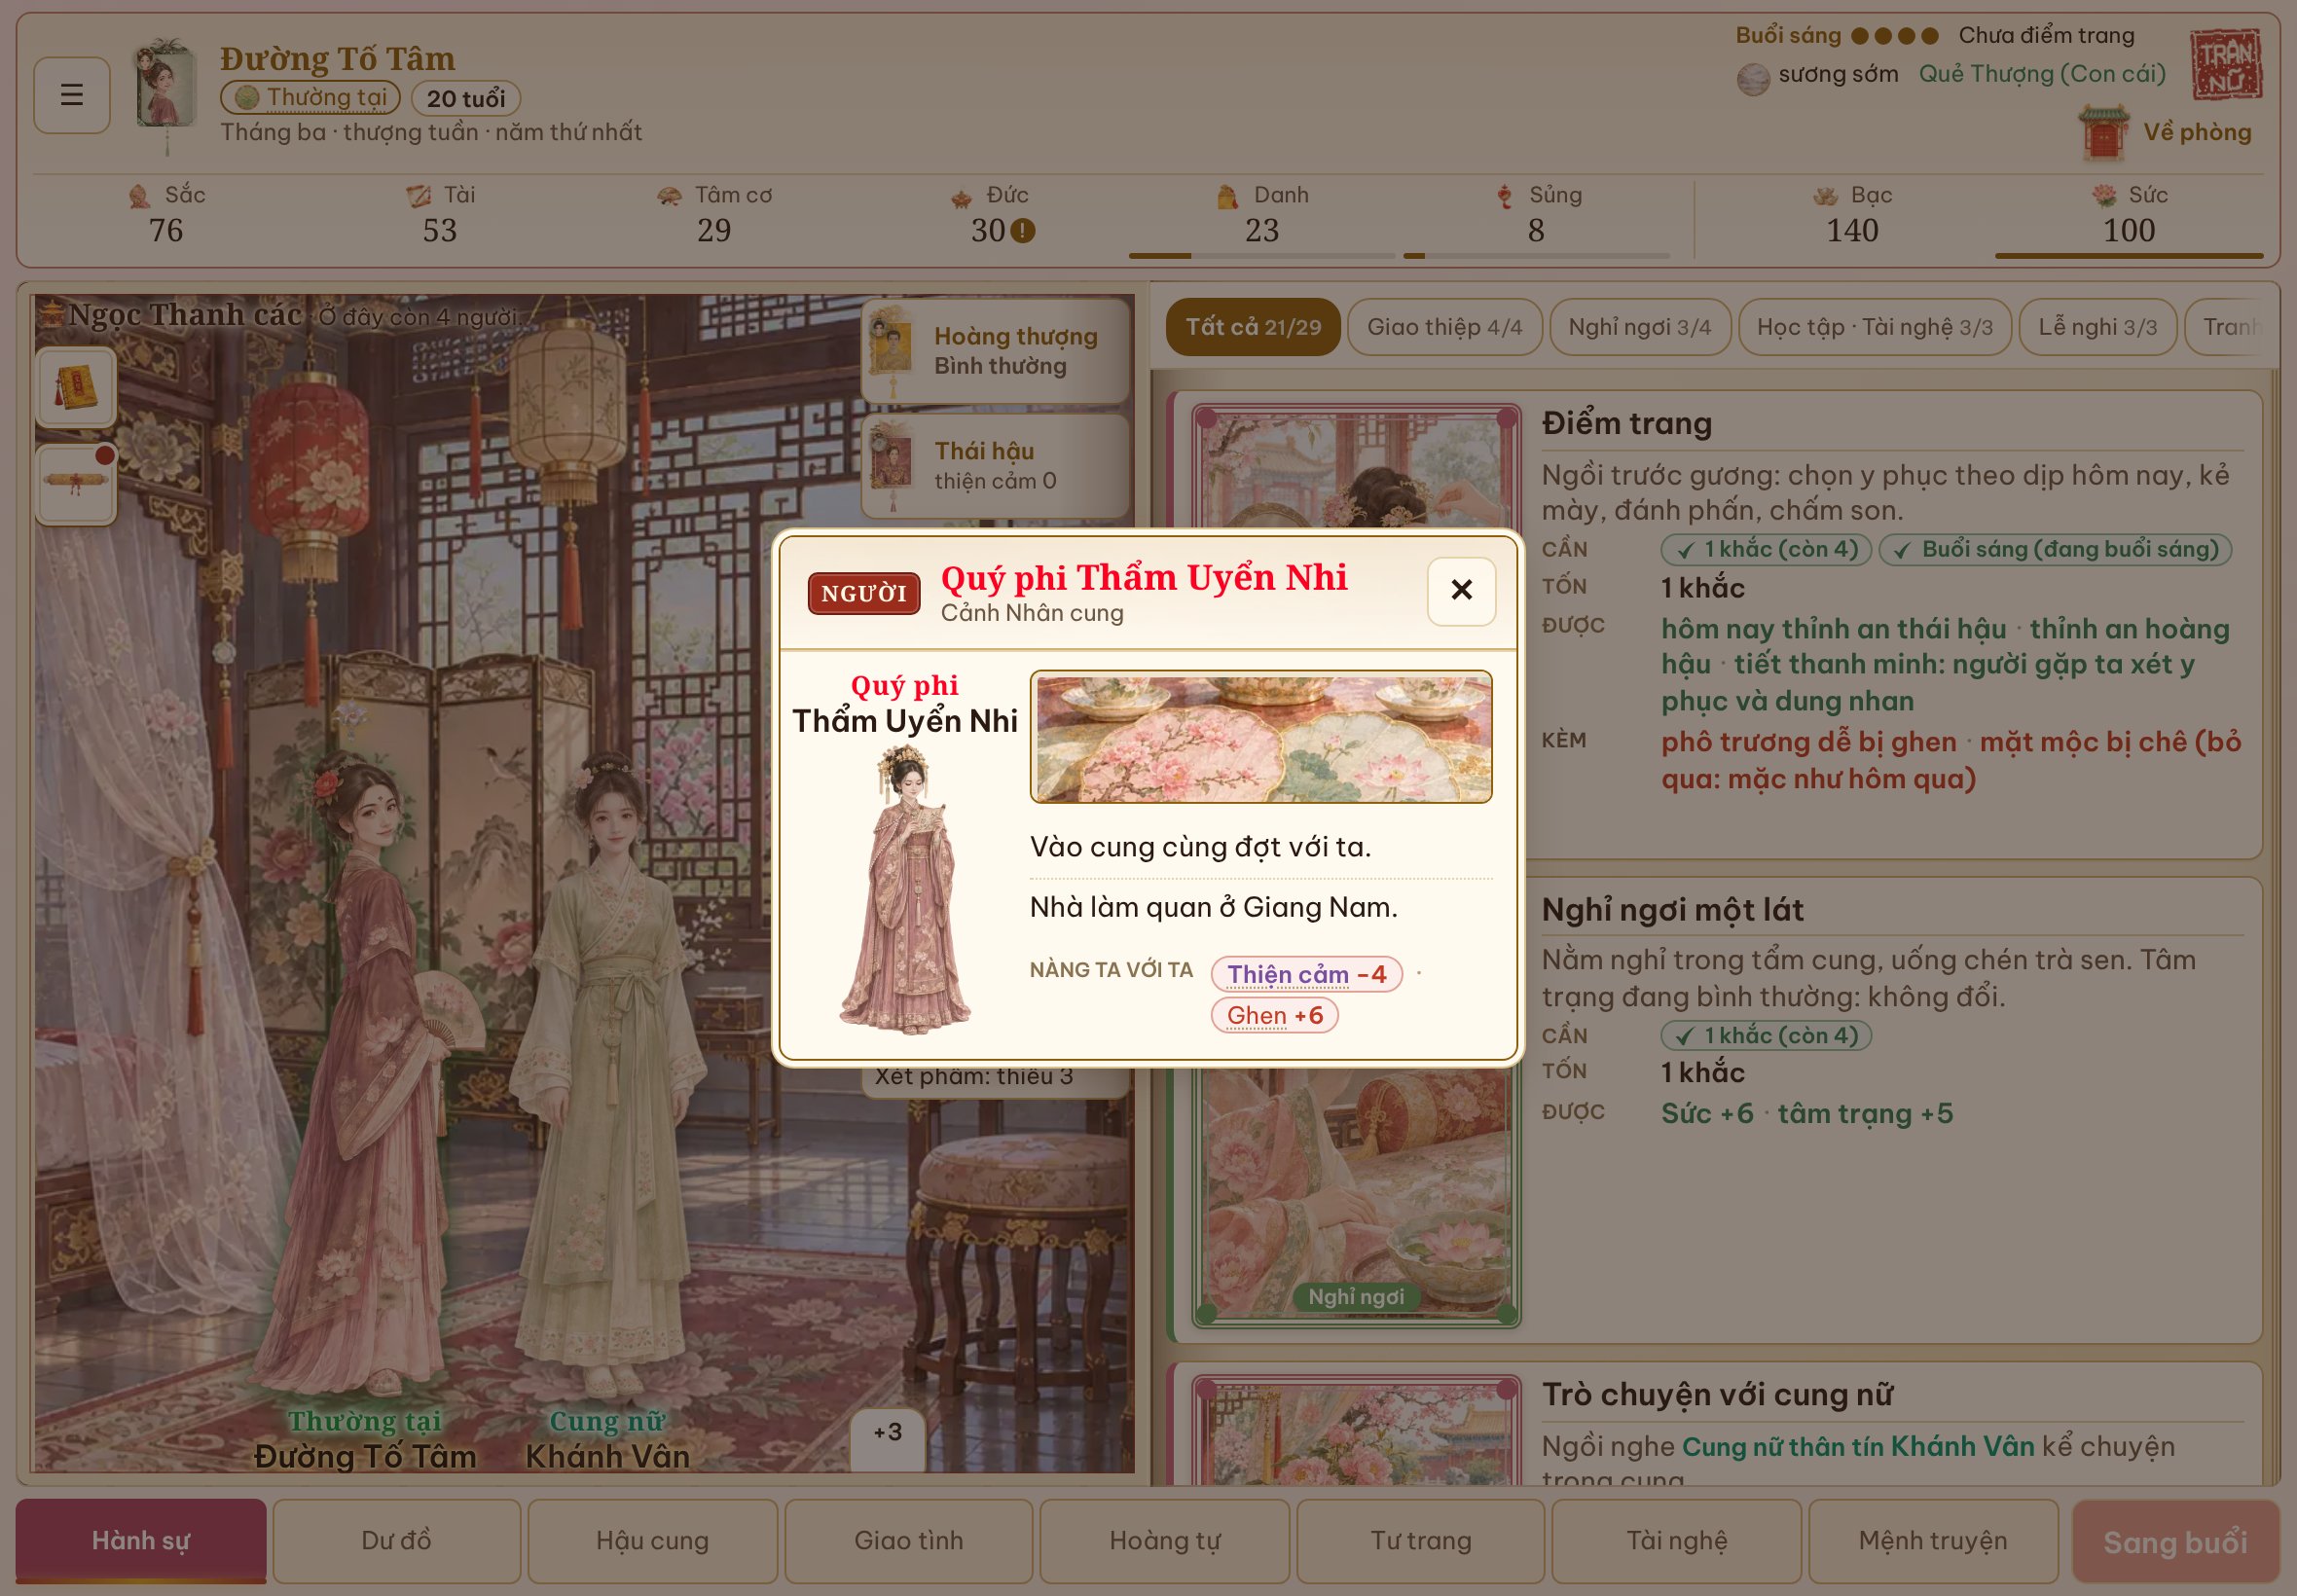 Đường Tố Tâm
Thường tại
20 tuổi
Tháng ba · thượng tuần · năm thứ nhất
Buổi sáng
Chưa điểm trang
sương sớm
Quẻ Thượng (Con cái)
TRÂN NỮ
Về phòng
Sắc
76
Tài
53
Tâm cơ
29
Đức
30 !
Danh
23
Sủng
8
Bạc
140
Sức
100
Ngọc Thanh các · Ở đây còn 4 người.
Hoàng thượng
Bình thường
Thái hậu
thiện cảm 0
Xét phẩm: thiếu 3
Thường tại
Đường Tố Tâm
Cung nữ
Khánh Vân
+3
NGƯỜI
Quý phi Thẩm Uyển Nhi
Cảnh Nhân cung
✕
Quý phi
Thẩm Uyển Nhi
Vào cung cùng đợt với ta.
Nhà làm quan ở Giang Nam.
NÀNG TA VỚI TA
Thiện cảm −4 ·
Ghen +6
Tất cả 21/29
Giao thiệp 4/4
Nghỉ ngơi 3/4
Học tập · Tài nghệ 3/3
Lễ nghi 3/3
Tranh
Điểm trang
Ngồi trước gương: chọn y phục theo dịp hôm nay, kẻ
mày, đánh phấn, chấm son.
CẦN
✓ 1 khắc (còn 4)
✓ Buổi sáng (đang buổi sáng)
TỐN
1 khắc
ĐƯỢC
hôm nay thỉnh an thái hậu · thỉnh an hoàng
hậu · tiết thanh minh: người gặp ta xét y
phục và dung nhan
KÈM
phô trương dễ bị ghen · mặt mộc bị chê (bỏ
qua: mặc như hôm qua)
Nghỉ ngơi một lát
Nằm nghỉ trong tẩm cung, uống chén trà sen. Tâm
trạng đang bình thường: không đổi.
CẦN
✓ 1 khắc (còn 4)
TỐN
1 khắc
ĐƯỢC
Sức +6 · tâm trạng +5
Nghỉ ngơi
Trò chuyện với cung nữ
Ngồi nghe Cung nữ thân tín Khánh Vân kể chuyện
trong cung
Hành sự
Dư đồ
Hậu cung
Giao tình
Hoàng tự
Tư trang
Tài nghệ
Mệnh truyện
Sang buổi